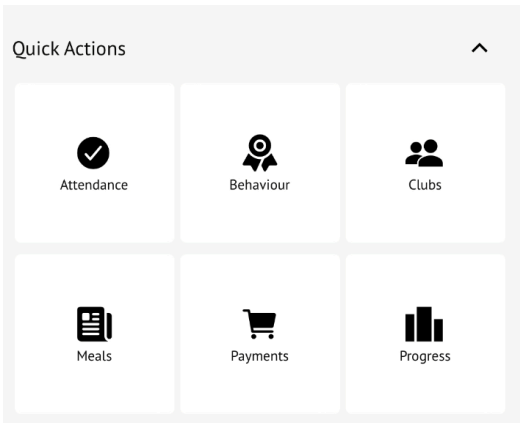 Quick Actions
Attendance
Behaviour
Clubs
Meals
Payments
Progress